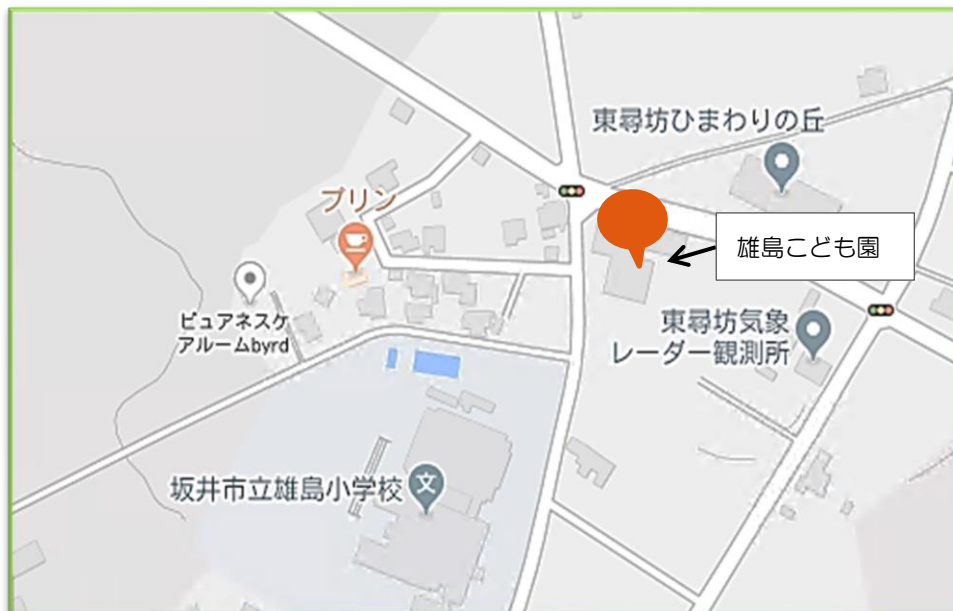 東尋坊ひまわりの丘
プリン
雄島こども園
ピュアネスケ
アルームbyrd
東尋坊気象
レーダー観測所
坂井市立雄島小学校
文